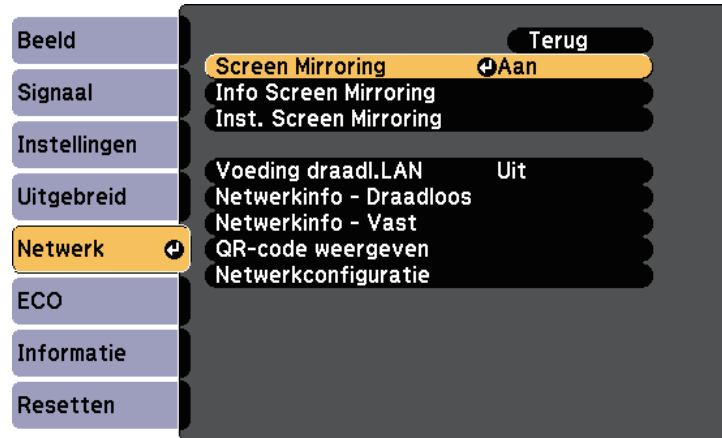 Beeld
Signaal
Instellingen
Uitgebreid
Netwerk
ECO
Informatie
Resetten
Terug
Screen Mirroring Aan
Info Screen Mirroring
Inst. Screen Mirroring
Voeding draadl.LAN Uit
Netwerkinfo - Draadloos
Netwerkinfo - Vast
QR-code weergeven
Netwerkconfiguratie